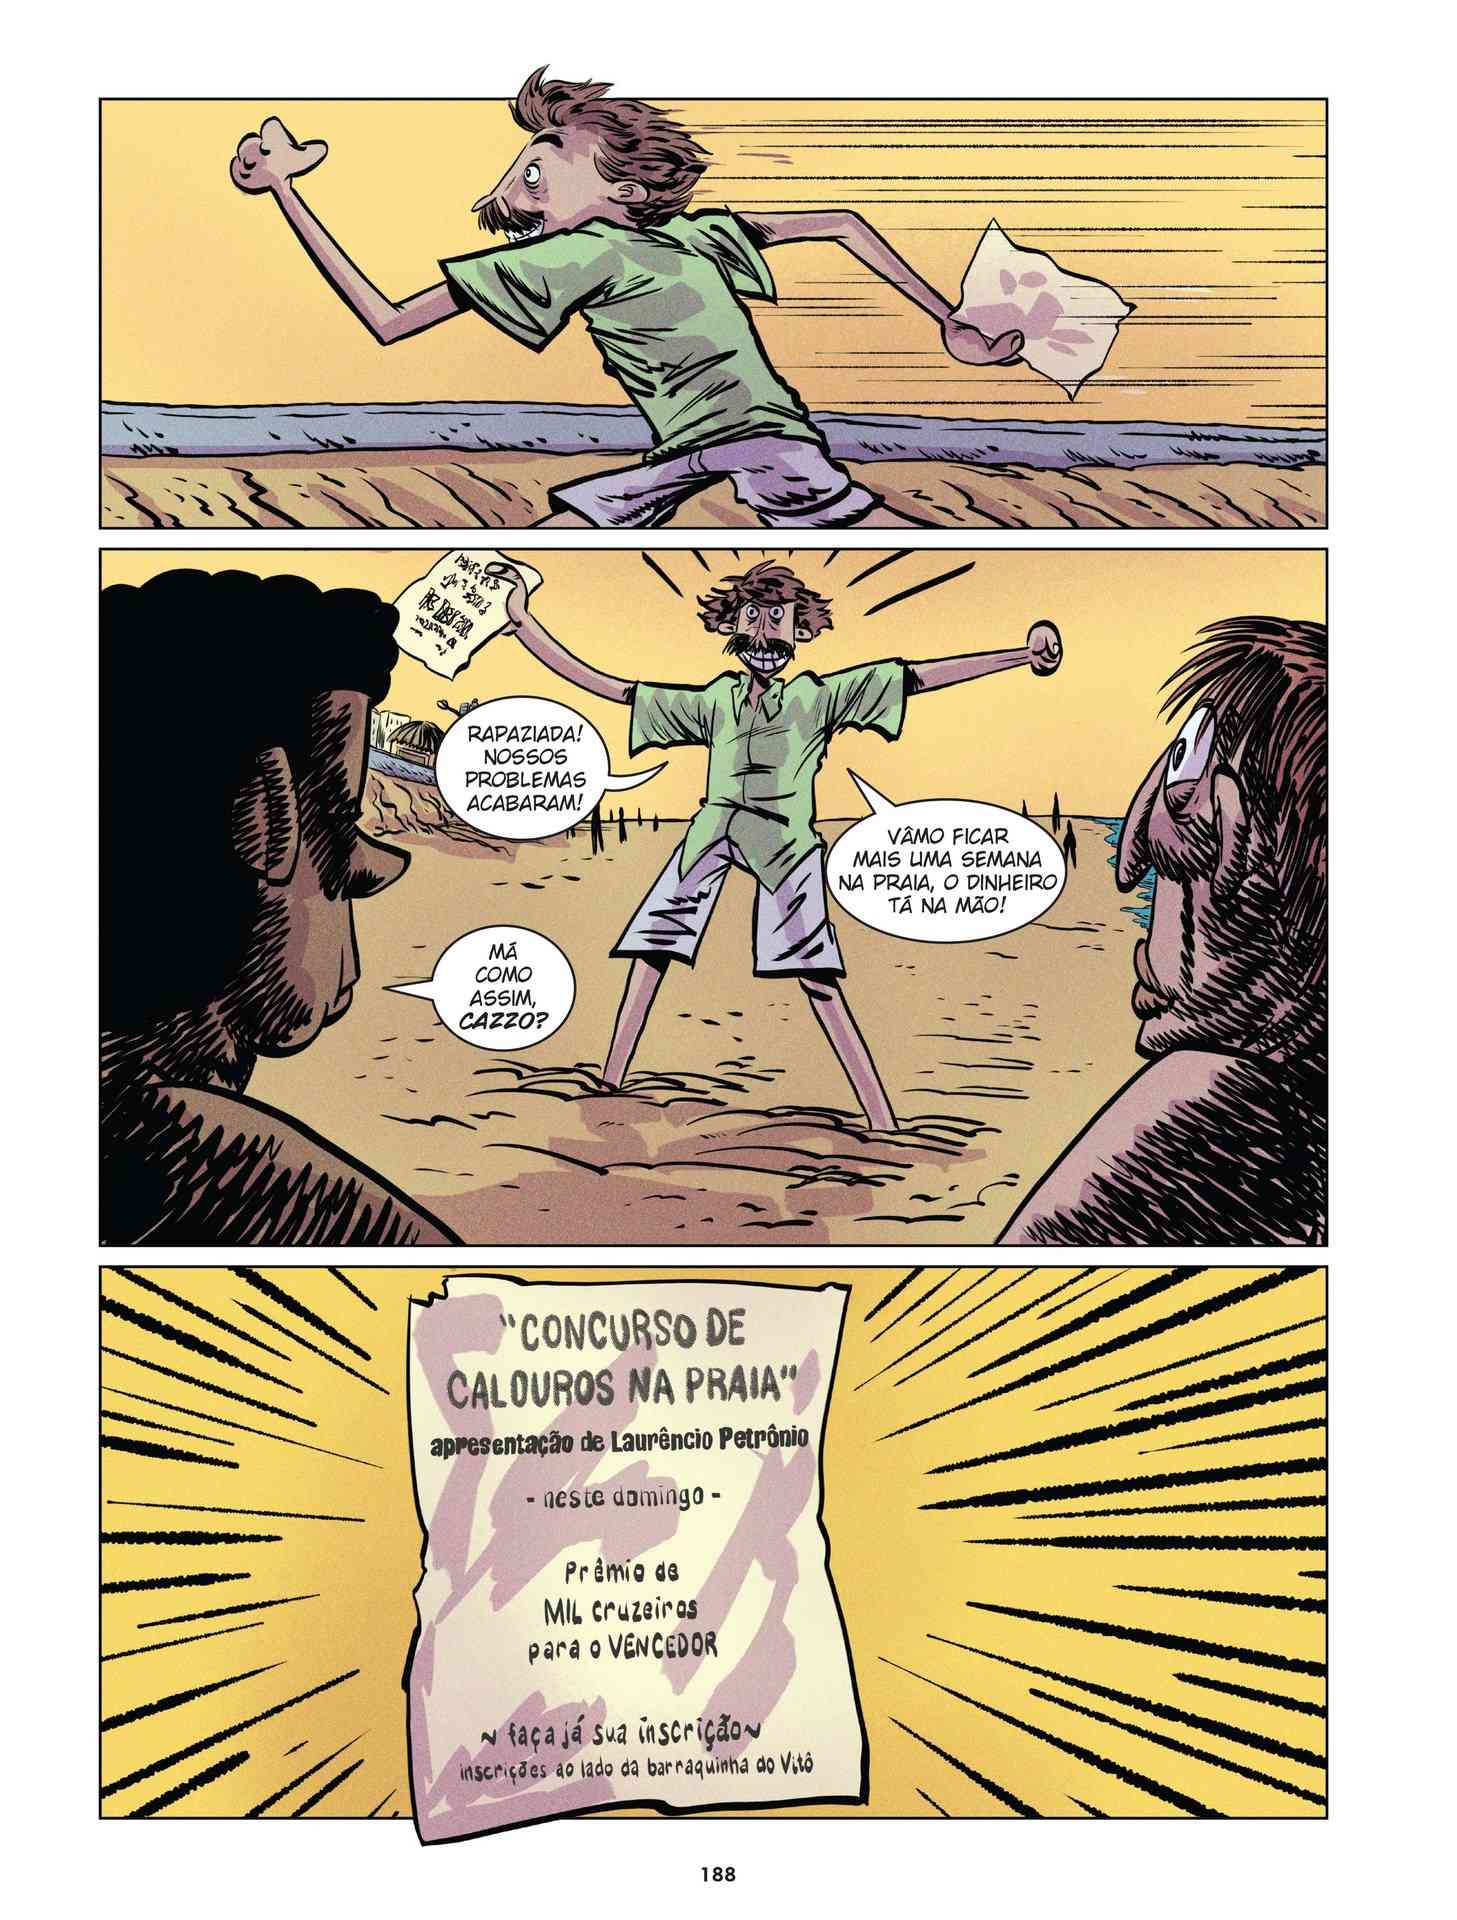 RAPAZIADA!
NOSSOS
PROBLEMAS
ACABARAM!
VÂMO FICAR
MAIS UMA SEMANA
NA PRAIA, O DINHEIRO
TÁ NA MÃO!
MÁ
COMO
ASSIM,
CAZZO?
"CONCURSO DE
CALOUROS NA PRAIA"
apresentação de Laurêncio Petrônio
- neste domingo -
Prêmio de
MIL cruzeiros
para o VENCEDOR
~ faça já sua inscrição~
inscrições ao lado da barraquinha do Vitô
188